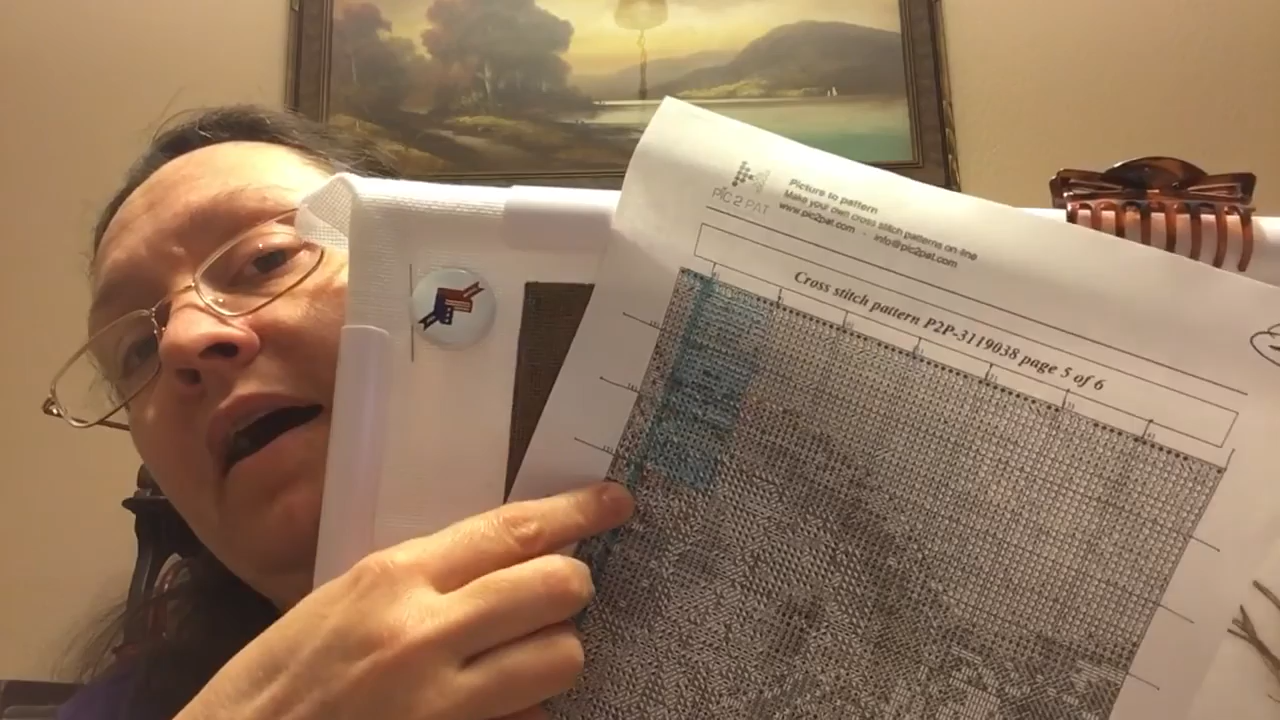 PIC 2 PAT
Picture to pattern
Make your own cross stitch patterns on-line
www.pic2pat.com - info@pic2pat.com
Cross stitch pattern P2P-3119038 page 5 of 6